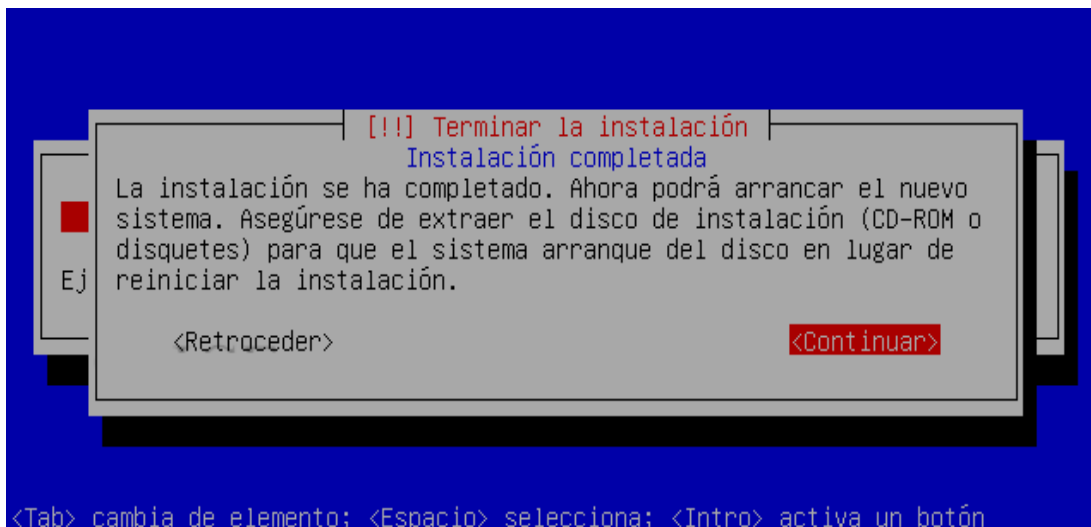 [!!] Terminar la instalación
Instalación completada
La instalación se ha completado. Ahora podrá arrancar el nuevo
sistema. Asegúrese de extraer el disco de instalación (CD-ROM o
disquetes) para que el sistema arranque del disco en lugar de
reiniciar la instalación.
Ej
<Retroceder> <Continuar>
<Tab> cambia de elemento; <Espacio> selecciona; <Intro> activa un botón